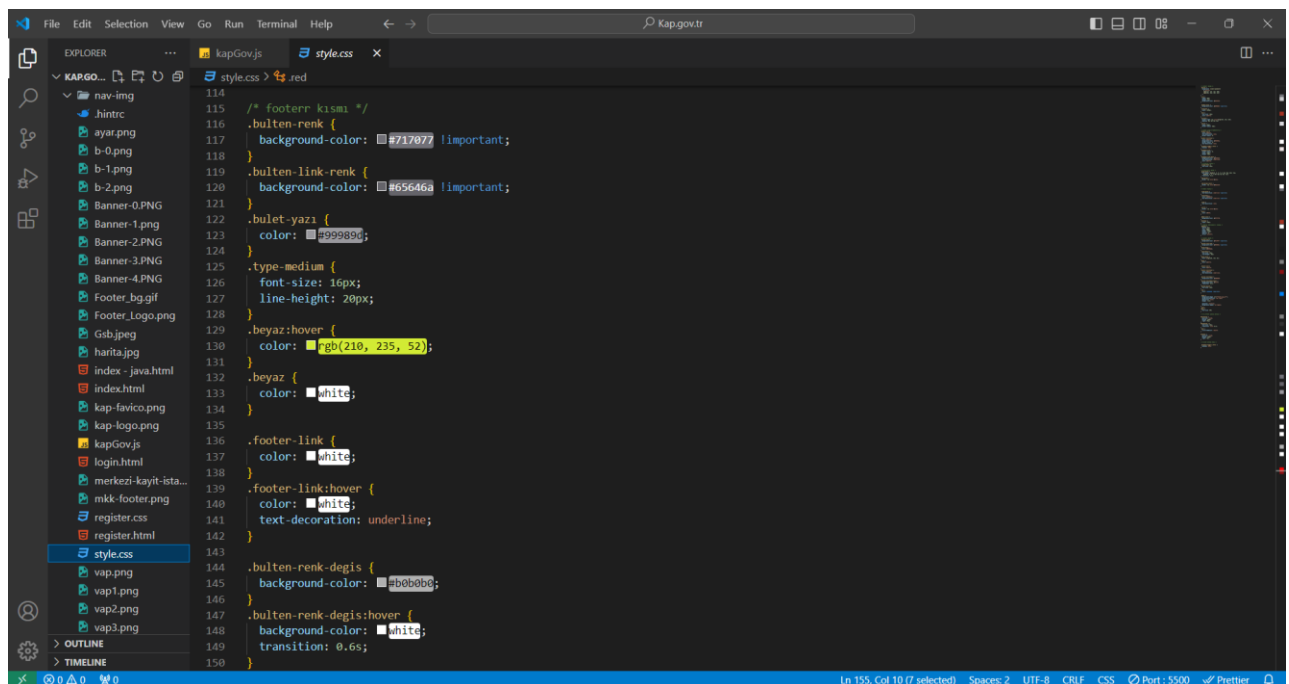 File Edit Selection View Go Run Terminal Help
Kap.gov.tr
EXPLORER
kapGov.js
style.css
KAP.GO...
style.css > .red
nav-img
.hintrc
ayar.png
b-0.png
b-1.png
b-2.png
Banner-0.PNG
Banner-1.png
Banner-2.PNG
Banner-3.PNG
Banner-4.PNG
Footer_bg.gif
Footer_Logo.png
Gsb.jpeg
harita.jpg
index - java.html
index.html
kap-favico.png
kap-logo.png
kapGov.js
login.html
merkezi-kayit-ista...
mkk-footer.png
register.css
register.html
style.css
vap.png
vap1.png
vap2.png
vap3.png
OUTLINE
TIMELINE
114
115 /* footerr kısmı */
116 .bulten-renk {
117 background-color: #717077 !important;
118 }
119 .bulten-link-renk {
120 background-color: #65646a !important;
121 }
122 .bulet-yazı {
123 color: #99989d;
124 }
125 .type-medium {
126 font-size: 16px;
127 line-height: 20px;
128 }
129 .beyaz:hover {
130 color: rgb(210, 235, 52);
131 }
132 .beyaz {
133 color: white;
134 }
135
136 .footer-link {
137 color: white;
138 }
139 .footer-link:hover {
140 color: white;
141 text-decoration: underline;
142 }
143
144 .bulten-renk-degis {
145 background-color: #b0b0b0;
146 }
147 .bulten-renk-degis:hover {
148 background-color: white;
149 transition: 0.6s;
150 }
0 0 0 Ln 155, Col 10 (7 selected) Spaces: 2 UTF-8 CRLF CSS Port : 5500 Prettier